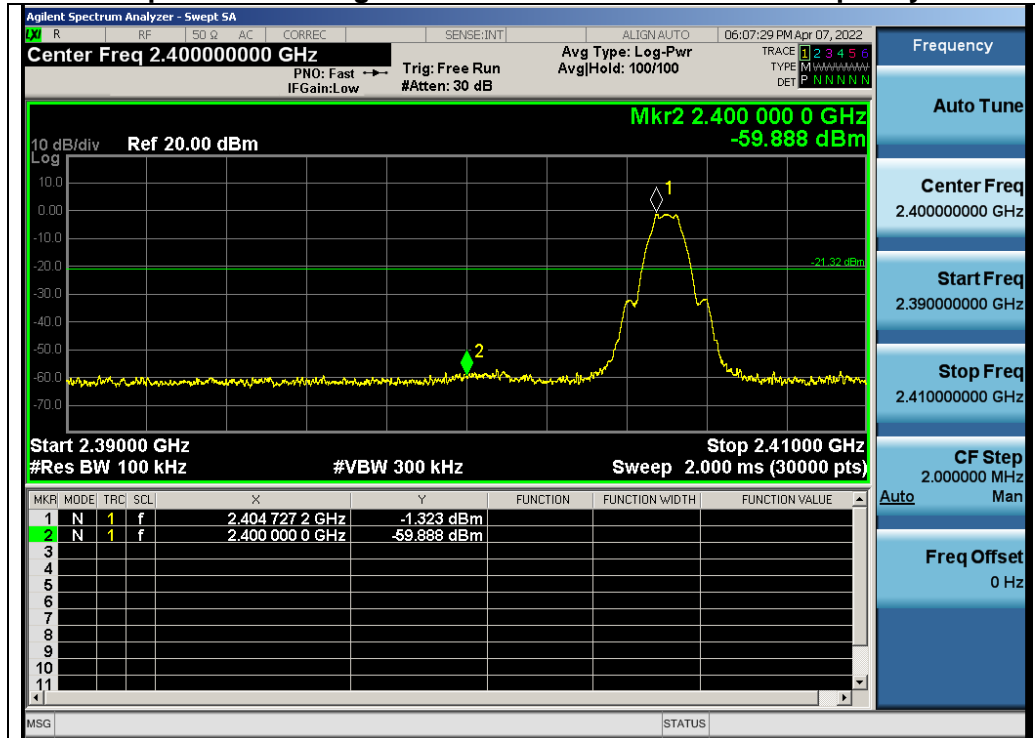 Agilent Spectrum Analyzer - Swept SA
LXI R RF 50 Ω AC CORREC SENSE:INT ALIGN AUTO 06:07:29 PM Apr 07, 2022
Center Freq 2.400000000 GHz
PNO: Fast
IFGain:Low
Trig: Free Run
#Atten: 30 dB
Avg Type: Log-Pwr
Avg|Hold: 100/100
TRACE 1 2 3 4 5 6
TYPE M WWWWW
DET P N N N N N
Mkr2 2.400 000 0 GHz
-59.888 dBm
10 dB/div Ref 20.00 dBm
Log
10.0
0.00
-10.0
-20.0
-30.0
-40.0
-50.0
-60.0
-70.0
1
2
-21.32 dBm
Start 2.39000 GHz Stop 2.41000 GHz
#Res BW 100 kHz #VBW 300 kHz Sweep 2.000 ms (30000 pts)
MKR MODE TRC SCL X Y FUNCTION FUNCTION WIDTH FUNCTION VALUE
1 N 1 f 2.404 727 2 GHz -1.323 dBm
2 N 1 f 2.400 000 0 GHz -59.888 dBm
3
4
5
6
7
8
9
10
11
MSG STATUS
Frequency
Auto Tune
Center Freq
2.400000000 GHz
Start Freq
2.390000000 GHz
Stop Freq
2.410000000 GHz
CF Step
2.000000 MHz
Auto Man
Freq Offset
0 Hz